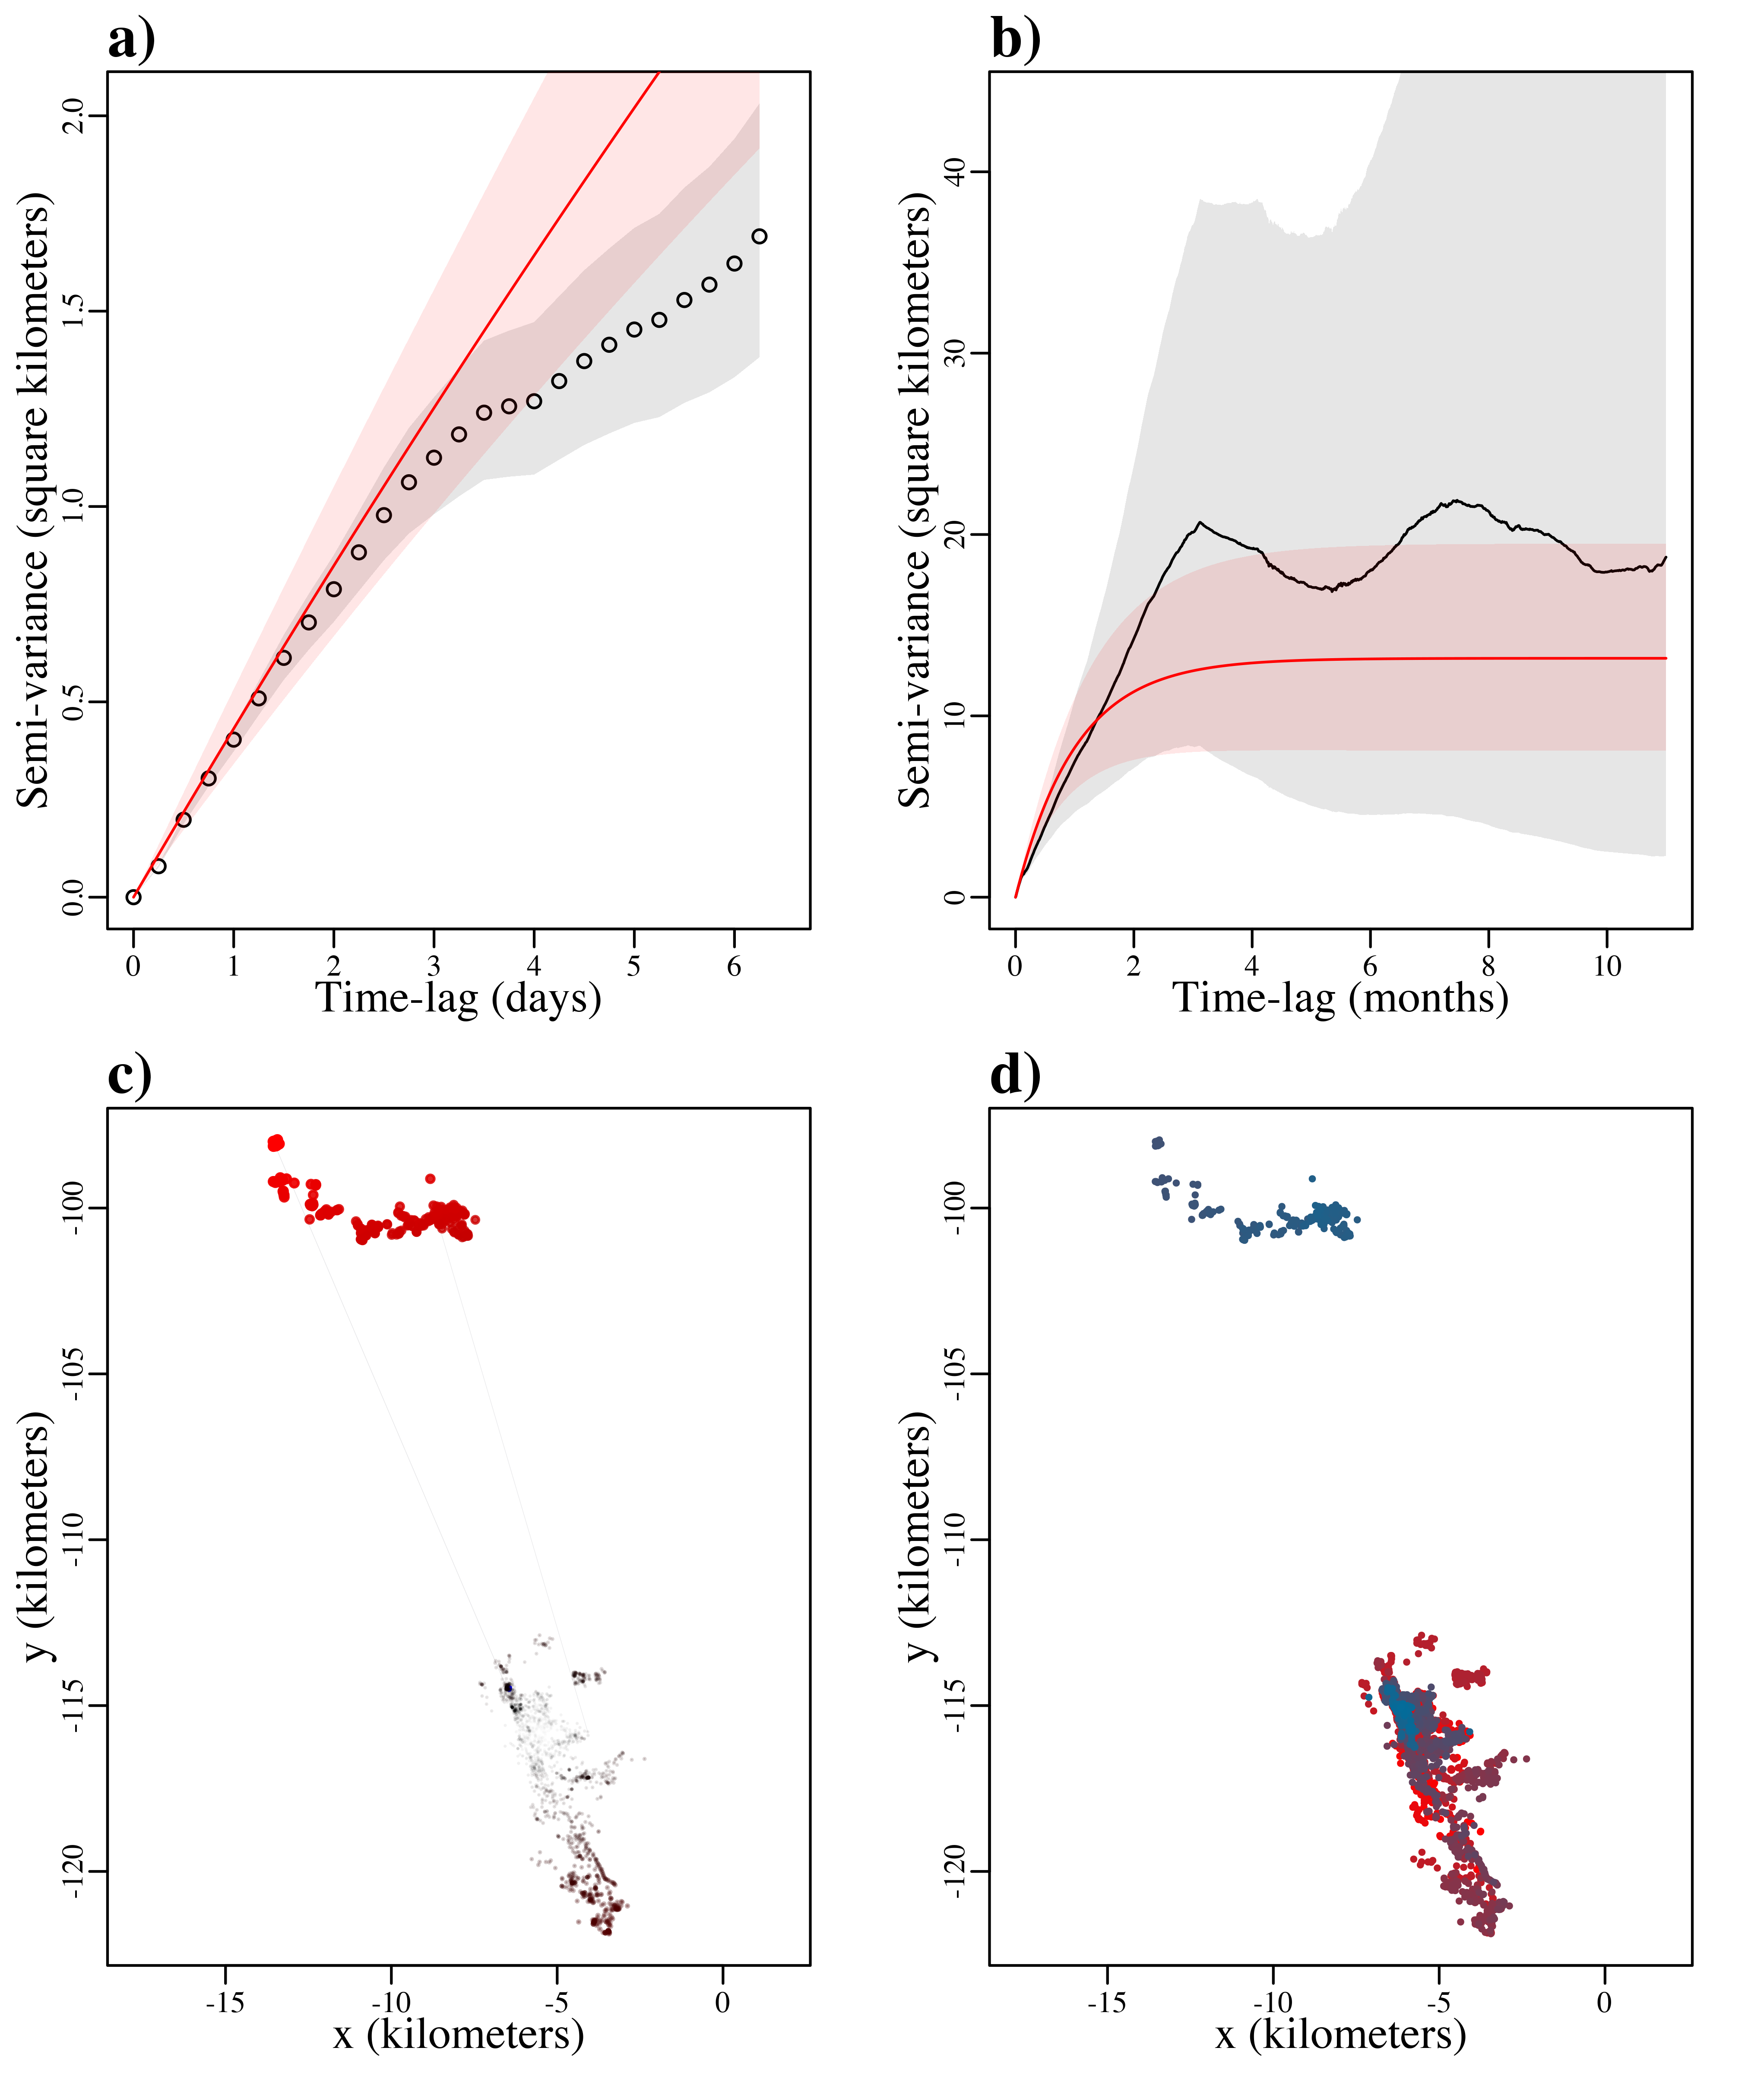 a)
Semi-variance (square kilometers)
2.0
1.5
1.0
0.5
0.0
0 1 2 3 4 5 6
Time-lag (days)
b)
Semi-variance (square kilometers)
40
30
20
10
0
0 2 4 6 8 10
Time-lag (months)
c)
y (kilometers)
-100
-105
-110
-115
-120
-15 -10 -5 0
x (kilometers)
d)
y (kilometers)
-100
-105
-110
-115
-120
-15 -10 -5 0
x (kilometers)